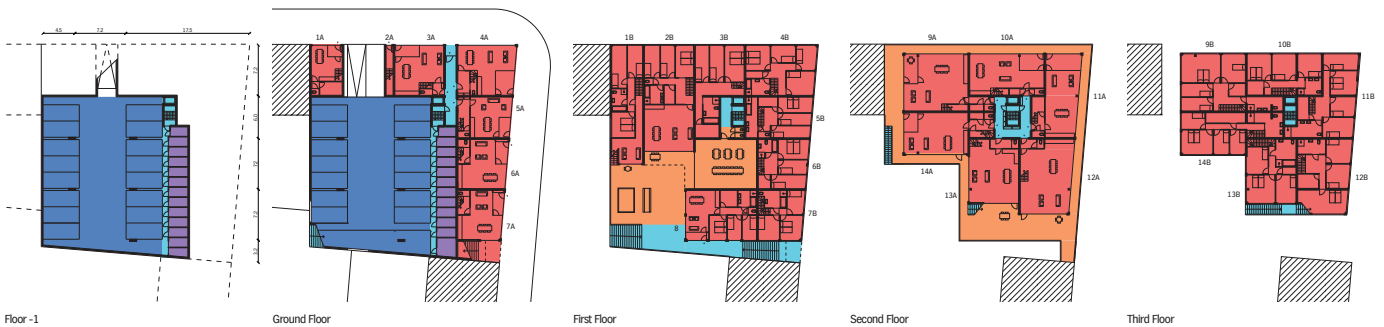 4.5 7.2 17.5
7.2
6.0
7.2
7.2
3.2
Floor -1
1A 2A 3A 4A
5A
6A
7A
Ground Floor
1B 2B 3B 4B
5B
6B
7B
8
First Floor
9A 10A
11A
12A
13A
14A
Second Floor
9B 10B
11B
12B
13B
14B
Third Floor